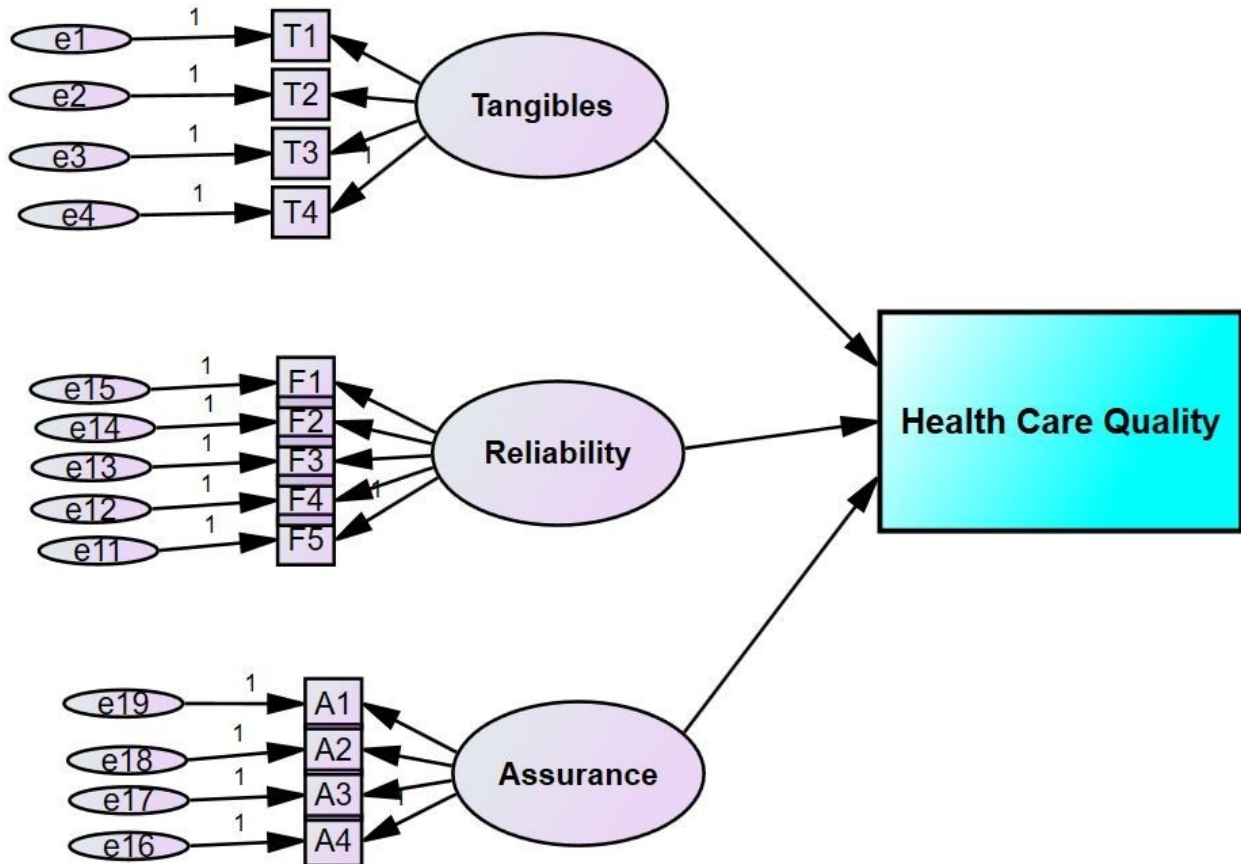 1
e1 T1
1
e2 T2
Tangibles
1
e3 T3 1
1
e4 T4
1
e15 F1
1
e14 F2
1
e13 F3
Reliability
1
e12 F4 1
1
e11 F5
Health Care Quality
1
e19 A1
1
e18 A2
1
e17 A3 1
Assurance
1
e16 A4